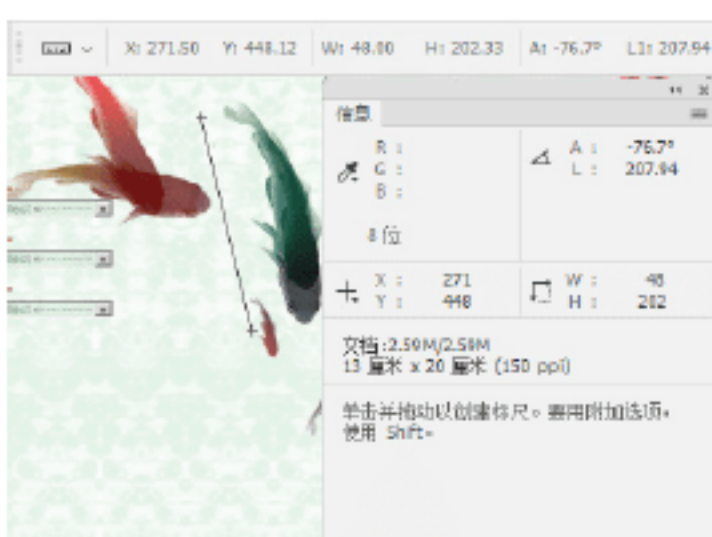 X: 271.50 Y: 448.12 W: 48.00 H: 202.33 A: -76.7° L1: 207.94
信息
R :
G :
B :
A : -76.7°
L : 207.94
8 位
X : 271
Y : 448
W : 48
H : 202
文档:2.59M/2.59M
13 厘米 x 20 厘米 (150 ppi)
单击并拖动以创建标尺。要用附加选项，
使用 Shift。